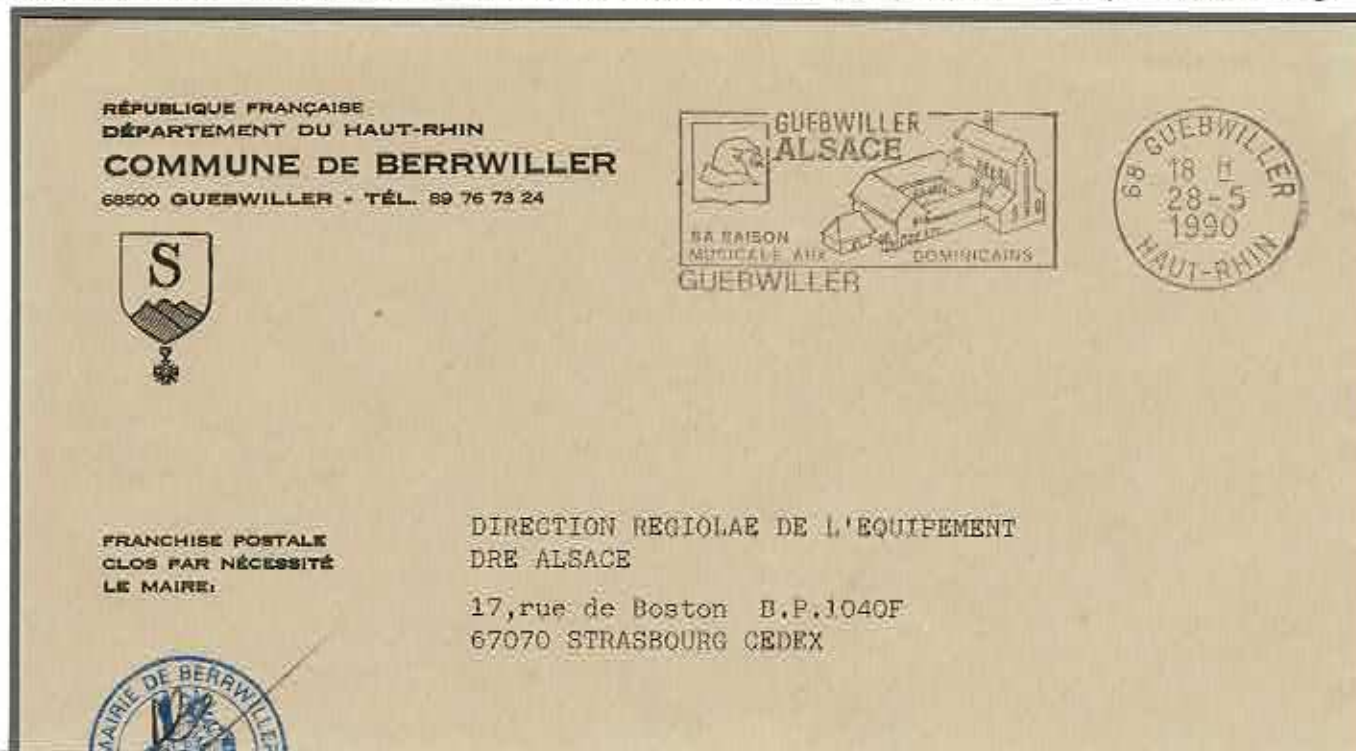 RÉPUBLIQUE FRANÇAISE
DÉPARTEMENT DU HAUT-RHIN
COMMUNE DE BERRWILLER
68500 GUEBWILLER - TÉL. 89 76 73 24
S
GUEBWILLER
ALSACE
SA SAISON
MUSICALE AUX DOMINICAINS
GUEBWILLER
68 GUEBWILLER
18 H
28-5
1990
HAUT-RHIN
FRANCHISE POSTALE
CLOS PAR NÉCESSITÉ
LE MAIRE:
DIRECTION REGIOLAE DE L'EQUIPEMENT
DRE ALSACE
17,rue de Boston B.P.1040F
67070 STRASBOURG CEDEX
MAIRIE DE BERRWILLER